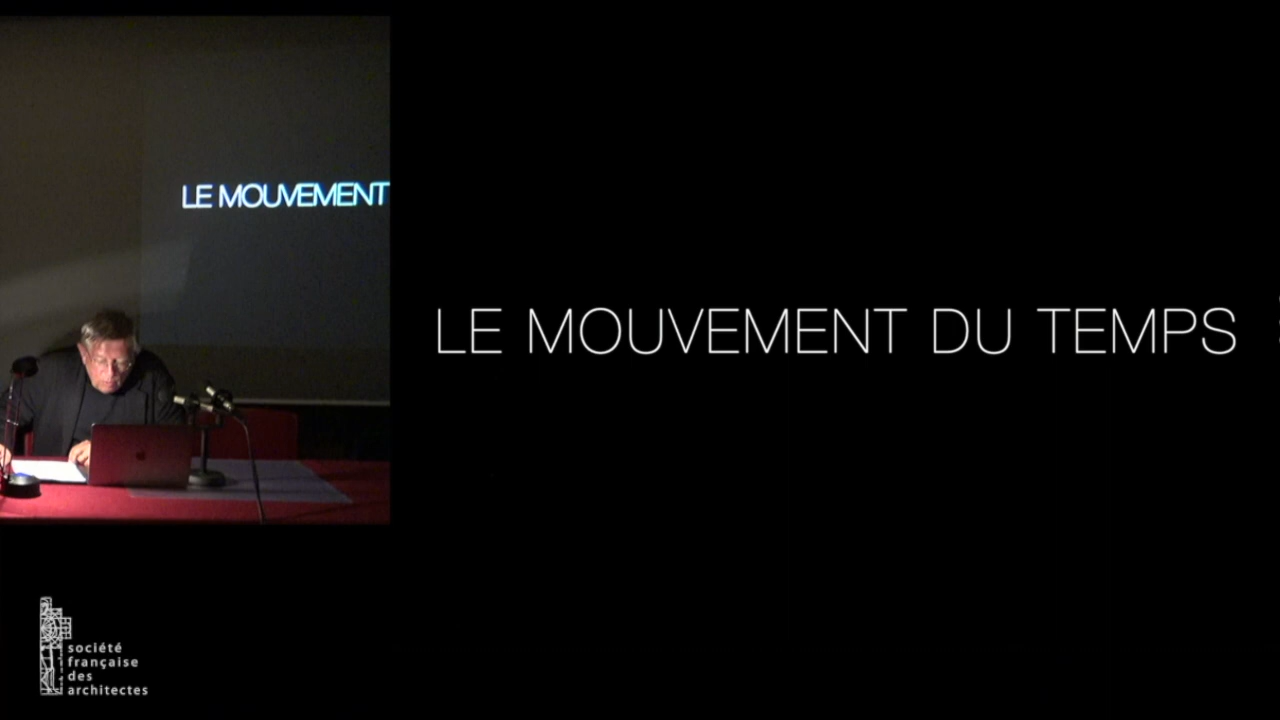 LE MOUVEMENT
LE MOUVEMENT DU TEMPS
société
française
des
architectes